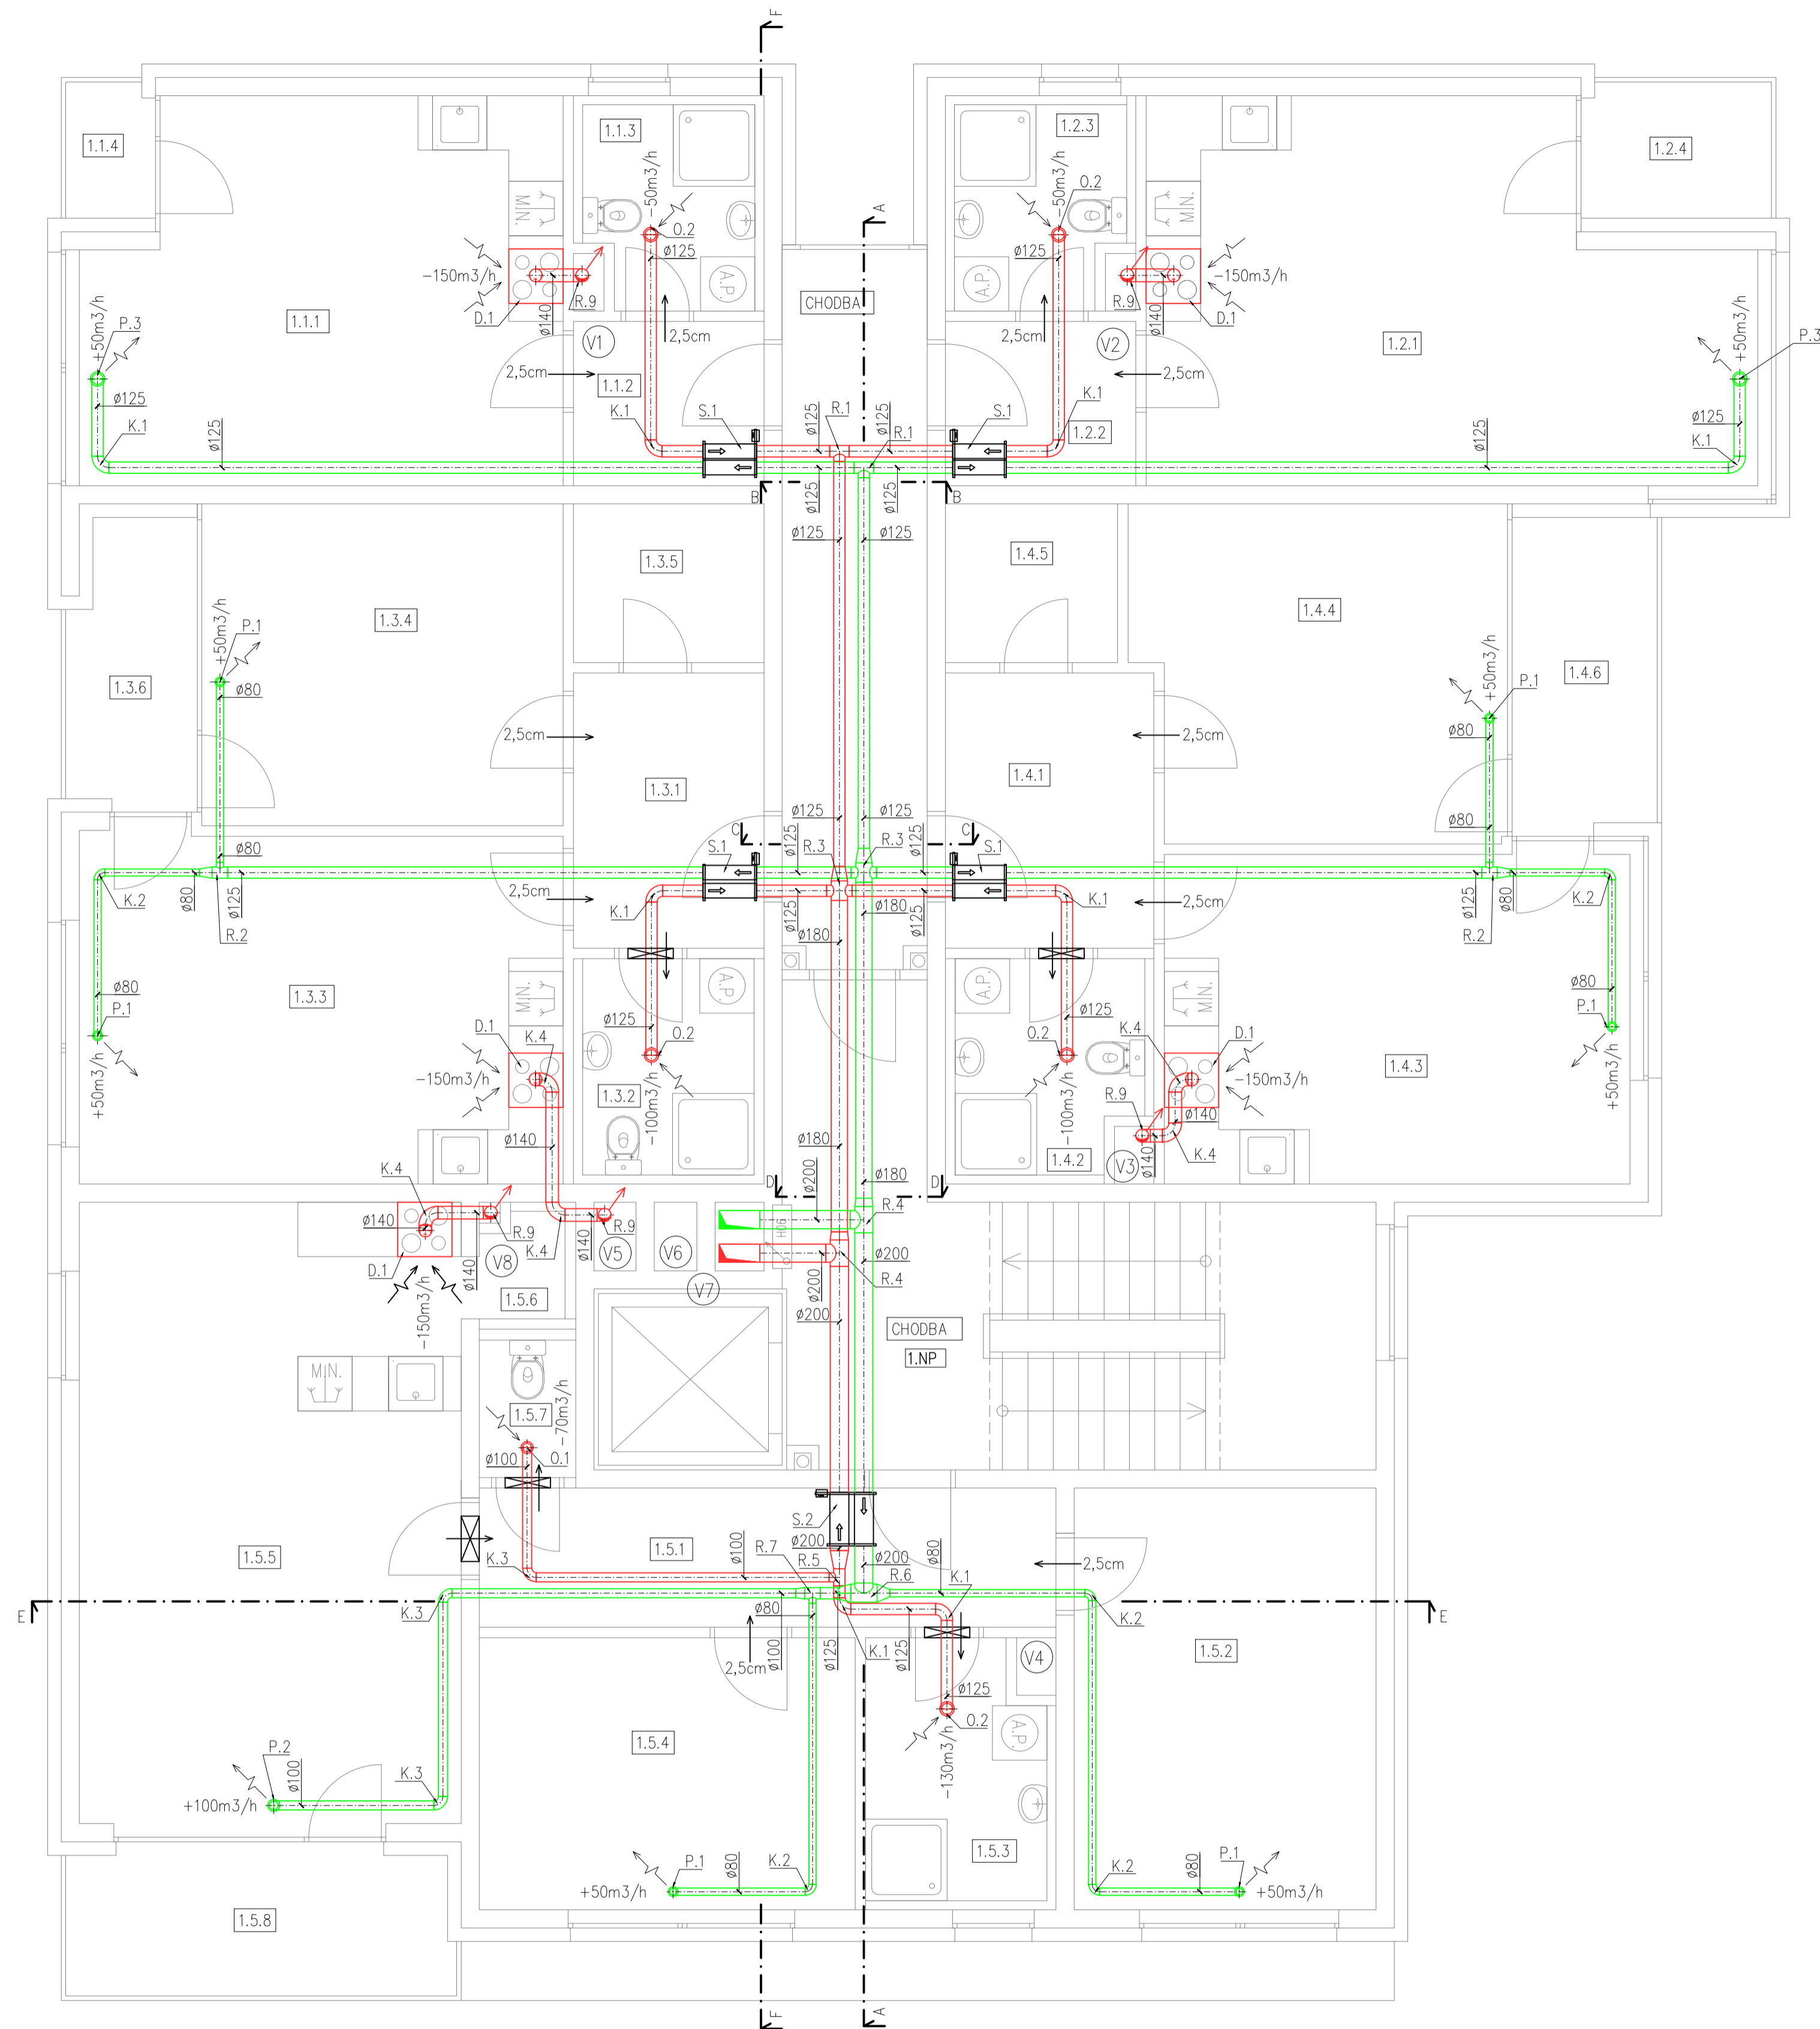 F
1.1.4
1.1.3
1.2.3
1.2.4
-50m3/h
-50m3/h
O.2
M.N.
M.N.
A
O.2
ø125
ø125
-150m3/h
-150m3/h
A.P.
A.P.
R.9
R.9
CHODBA
D.1
ø140
ø140
D.1
+50m3/h
P.3
1.1.1
V1
2,5cm
2,5cm
V2
1.2.1
+50m3/h
P.3
2,5cm
1.1.2
2,5cm
ø125
K.1
ø125
K.1
S.1
ø125
R.1
ø125
R.1
S.1
K.1
1.2.2
ø125
ø125
K.1
B
ø125
ø125
B
ø125
ø125
1.3.5
1.4.5
1.3.4
1.4.4
+50m3/h
P.1
+50m3/h
P.1
1.3.6
1.4.6
ø80
ø80
2,5cm
2,5cm
1.3.1
1.4.1
ø125
ø125
C
C
S.1
ø125
R.3
R.3
ø125
S.1
ø80
ø80
K.2
ø80
ø125
R.2
2,5cm
K.1
ø125
ø180
ø125
K.1
2,5cm
ø125
ø80
R.2
K.2
ø180
1.3.3
M.N.
A.P.
A.P.
M.N.
ø80
P.1
ø80
P.1
+50m3/h
ø125
O.2
ø125
O.2
D.1
K.4
K.4
D.1
-150m3/h
-150m3/h
1.4.3
+50m3/h
1.3.2
-100m3/h
-100m3/h
R.9
ø140
ø140
K.4
ø140
ø180
1.4.2
V3
K.4
D
ø200
ø180
D
R.4
ø140
R.9
V8
K.4
ø140
R.9
V5
V6
HOP
ø200
D.1
ø140
ø200
R.4
-150m3/h
1.5.6
V7
ø200
CHODBA
1.NP
M.N.
1.5.7
-70m3/h
ø100
O.1
S.2
1.5.5
1.5.1
ø100
R.7
ø200
R.5
ø200
ø80
2,5cm
K.3
R.6
K.1
E
K.3
ø80
K.2
E
2,5cm
ø100
ø125
K.1
ø125
V4
1.5.2
ø125
O.2
1.5.4
A.P.
-130m3/h
P.2
ø100
K.3
+100m3/h
1.5.3
P.1
ø80
K.2
K.2
ø80
P.1
+50m3/h
+50m3/h
1.5.8
F
A